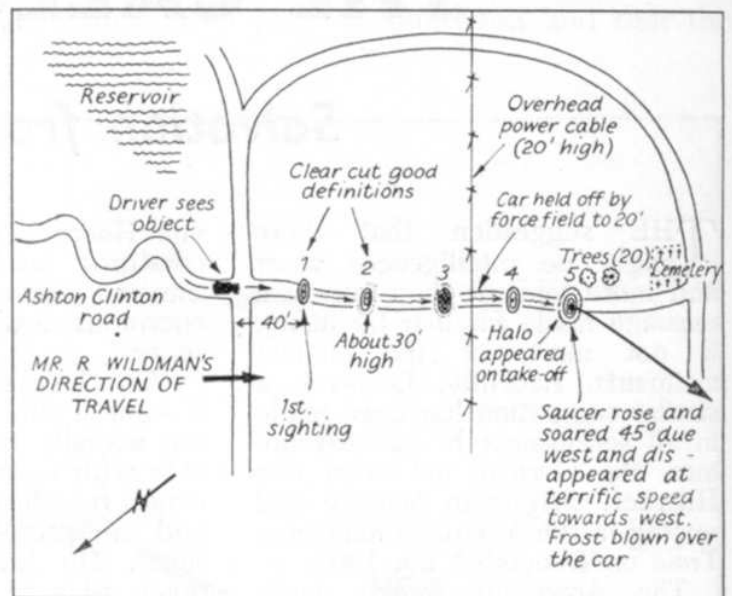 Reservoir
Driver sees
object
Clear cut good
definitions
Overhead
power cable
(20' high)
Car held off by
force field to 20'
Trees (20)
Cemetery
1
2
3
4
5
Ashton Clinton
road
40'
About 30'
high
Halo
appeared
on take-off
MR. R WILDMAN'S
DIRECTION OF
TRAVEL
1st.
sighting
Saucer rose and
soared 45° due
west and dis-
appeared at
terrific speed
towards west.
Frost blown over
the car
N